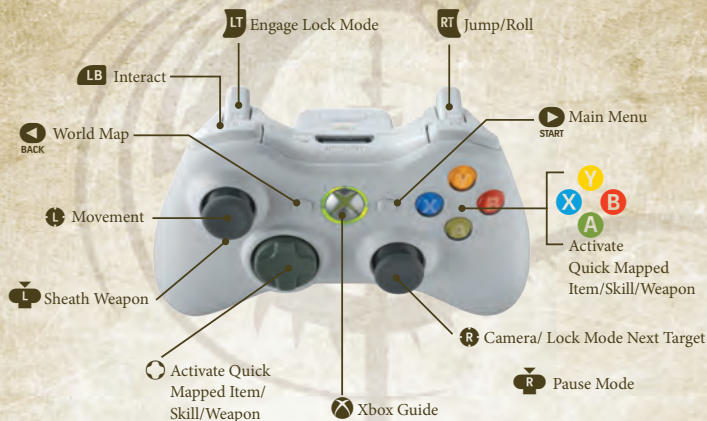 LT Engage Lock Mode
RT Jump/Roll
LB Interact
BACK World Map
START Main Menu
L Movement
Y
X B
A
Activate
Quick Mapped
Item/Skill/Weapon
L Sheath Weapon
R Camera/ Lock Mode Next Target
Activate Quick
Mapped Item/
Skill/Weapon
R Pause Mode
Xbox Guide
X
B